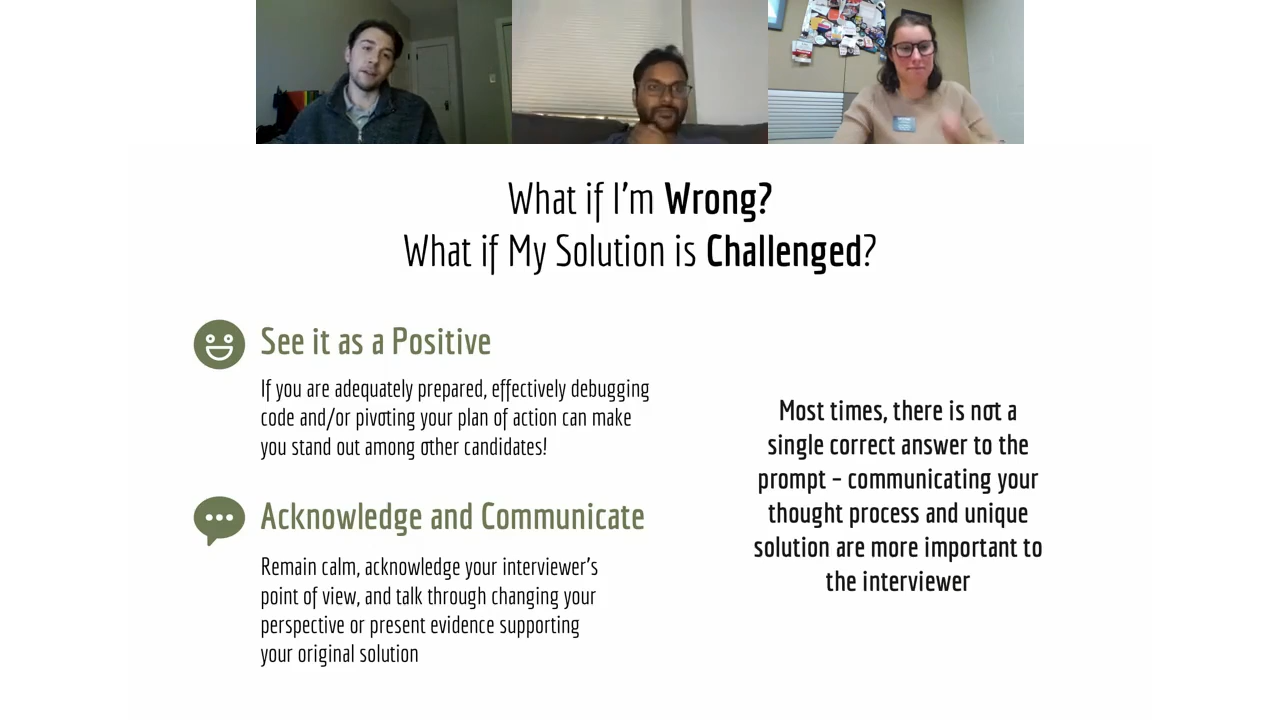 What if I'm Wrong?
What if My Solution is Challenged?
See it as a Positive
If you are adequately prepared, effectively debugging
code and/or pivoting your plan of action can make
you stand out among other candidates!
Acknowledge and Communicate
Remain calm, acknowledge your interviewer's
point of view, and talk through changing your
perspective or present evidence supporting
your original solution
Most times, there is not a
single correct answer to the
prompt – communicating your
thought process and unique
solution are more important to
the interviewer